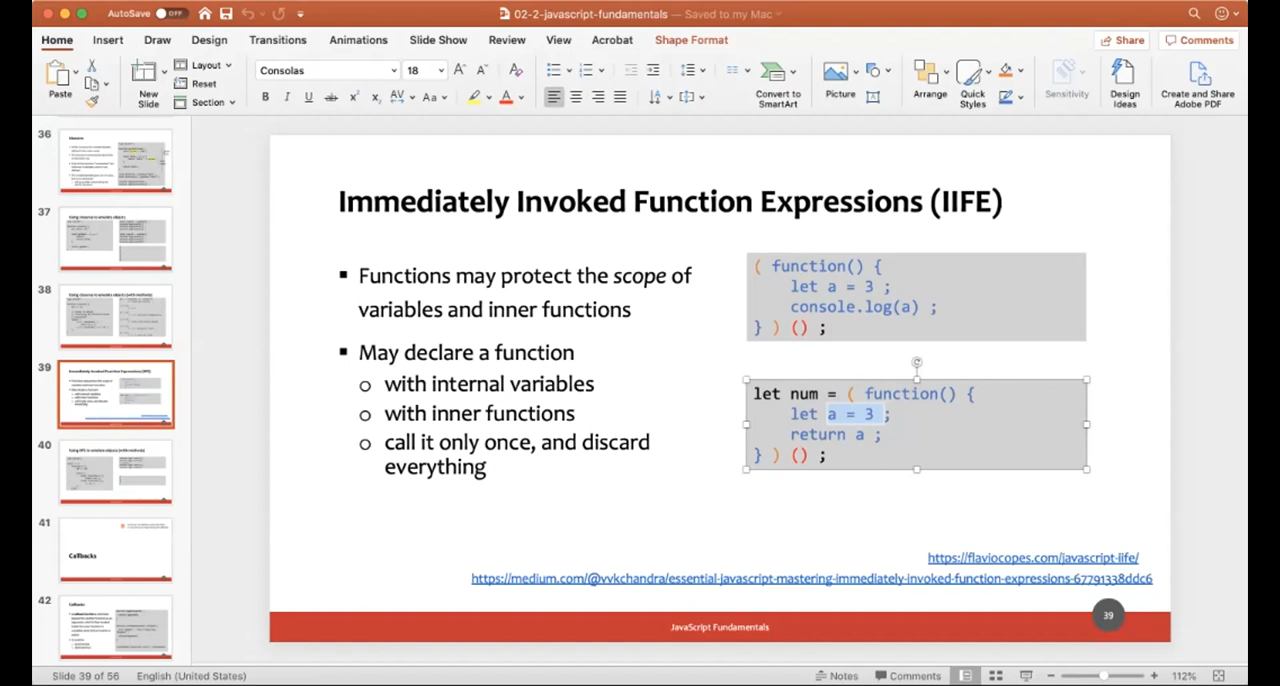 AutoSave OFF 02-2-javascript-fundamentals — Saved to my Mac
Home Insert Draw Design Transitions Animations Slide Show Review View Acrobat Shape Format Share Comments
Paste New Slide Layout Reset Section Consolas 18 Convert to SmartArt Picture Arrange Quick Styles Sensitivity Design Ideas Create and Share Adobe PDF
36
37
38
39
40
41
Callbacks
42
Immediately Invoked Function Expressions (IIFE)
▪ Functions may protect the scope of
variables and inner functions
▪ May declare a function
o with internal variables
o with inner functions
o call it only once, and discard
everything
( function() {
let a = 3 ;
console.log(a) ;
} ) () ;
let num = ( function() {
let a = 3 ;
return a ;
} ) () ;
https://flaviocopes.com/javascript-iife/
https://medium.com/@vvkchandra/essential-javascript-mastering-immediately-invoked-function-expressions-67791338ddc6
JavaScript Fundamentals
39
Slide 39 of 56 English (United States) Notes Comments 112%